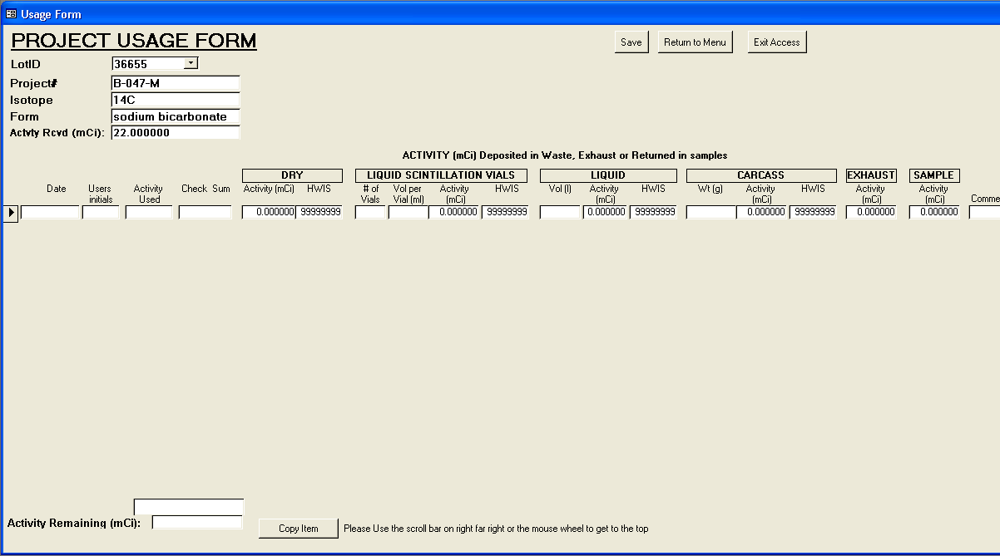 Usage Form
PROJECT USAGE FORM
Save Return to Menu Exit Access
LotID 36655
Project# B-047-M
Isotope 14C
Form sodium bicarbonate
Actvty Rcvd (mCi): 22.000000
ACTIVITY (mCi) Deposited in Waste, Exhaust or Returned in samples
DRY LIQUID SCINTILLATION VIALS LIQUID CARCASS EXHAUST SAMPLE
Date Users Activity Check Sum Activity (mCi) HWIS # of Vol per Activity HWIS Vol (l) Activity HWIS Wt (g) Activity HWIS Activity Activity
initials Used Vials Vial (ml) (mCi) (mCi) (mCi) (mCi) (mCi) Comme
0.000000 99999999 0.000000 99999999 0.000000 99999999 0.000000 99999999 0.000000 0.000000
Activity Remaining (mCi):
Copy Item Please Use the scroll bar on right far right or the mouse wheel to get to the top